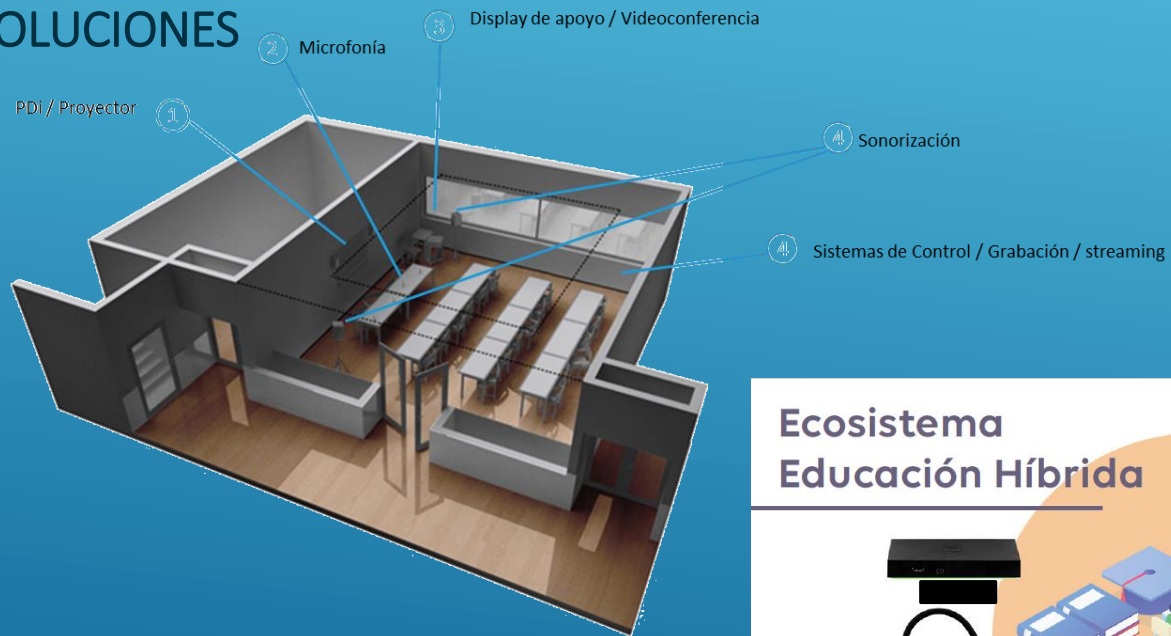 OLUCIONES
3 Display de apoyo / Videoconferencia
2 Microfonía
PDi / Proyector 1
4 Sonorización
4 Sistemas de Control / Grabación / streaming
Ecosistema
Educación Híbrida